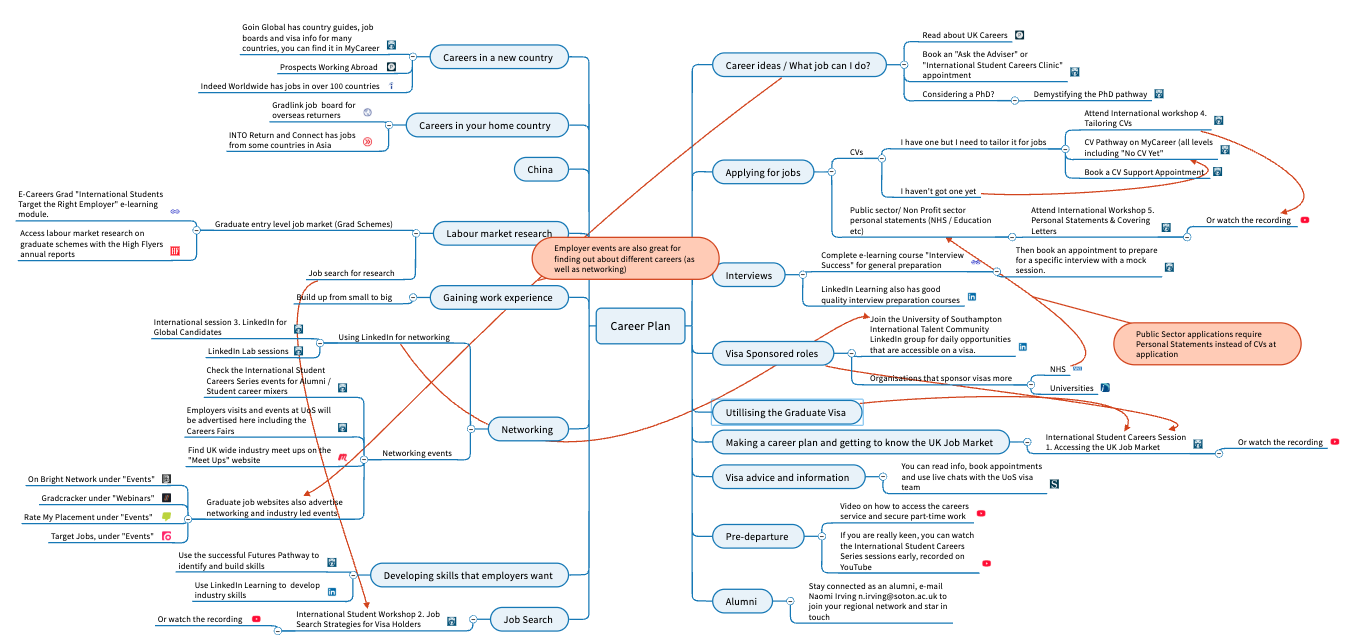 Career Plan
Careers in a new country
Goin Global has country guides, job
boards and visa info for many
countries, you can find it in MyCareer
Prospects Working Abroad
Indeed Worldwide has jobs in over 100 countries
Careers in your home country
Gradlink job board for
overseas returners
INTO Return and Connect has jobs
from some countries in Asia
China
Labour market research
Graduate entry level job market (Grad Schemes)
E-Careers Grad "International Students
Target the Right Employer" e-learning
module.
Access labour market research on
graduate schemes with the High Flyers
annual reports
Job search for research
Gaining work experience
Build up from small to big
Networking
Using LinkedIn for networking
International session 3. LinkedIn for
Global Candidates
LinkedIn Lab sessions
Networking events
Check the International Student
Careers Series events for Alumni /
Student career mixers
Employers visits and events at UoS will
be advertised here including the
Careers Fairs
Find UK wide industry meet ups on the
"Meet Ups" website
Graduate job websites also advertise
networking and industry led events
On Bright Network under "Events"
Gradcracker under "Webinars"
Rate My Placement under "Events"
Target Jobs, under "Events"
Developing skills that employers want
Use the successful Futures Pathway to
identify and build skills
Use LinkedIn Learning to develop
industry skills
Job Search
International Student Workshop 2. Job
Search Strategies for Visa Holders
Or watch the recording
Employer events are also great for
finding out about different careers (as
well as networking)
Career ideas / What job can I do?
Read about UK Careers
Book an "Ask the Adviser" or
"International Student Careers Clinic"
appointment
Considering a PhD?
Demystifying the PhD pathway
Applying for jobs
CVs
I have one but I need to tailor it for jobs
Attend International workshop 4.
Tailoring CVs
CV Pathway on MyCareer (all levels
including "No CV Yet"
Book a CV Support Appointment
I haven't got one yet
Public sector/ Non Profit sector
personal statements (NHS / Education
etc)
Attend International Workshop 5.
Personal Statements & Covering
Letters
Or watch the recording
Interviews
Complete e-learning course "Interview
Success" for general preparation
Then book an appointment to prepare
for a specific interview with a mock
session.
LinkedIn Learning also has good
quality interview preparation courses
Public Sector applications require
Personal Statements instead of CVs at
application
Visa Sponsored roles
Join the University of Southampton
International Talent Community
LinkedIn group for daily opportunities
that are accessible on a visa.
Organisations that sponsor visas more
NHS
Universities
Utillising the Graduate Visa
Making a career plan and getting to know the UK Job Market
International Student Careers Session
1. Accessing the UK Job Market
Or watch the recording
Visa advice and information
You can read info, book appointments
and use live chats with the UoS visa
team
Pre-departure
Video on how to access the careers
service and secure part-time work
If you are really keen, you can watch
the International Student Careers
Series sessions early, recorded on
YouTube
Alumni
Stay connected as an alumni, e-mail
Naomi Irving n.irving@soton.ac.uk to
join your regional network and star in
touch